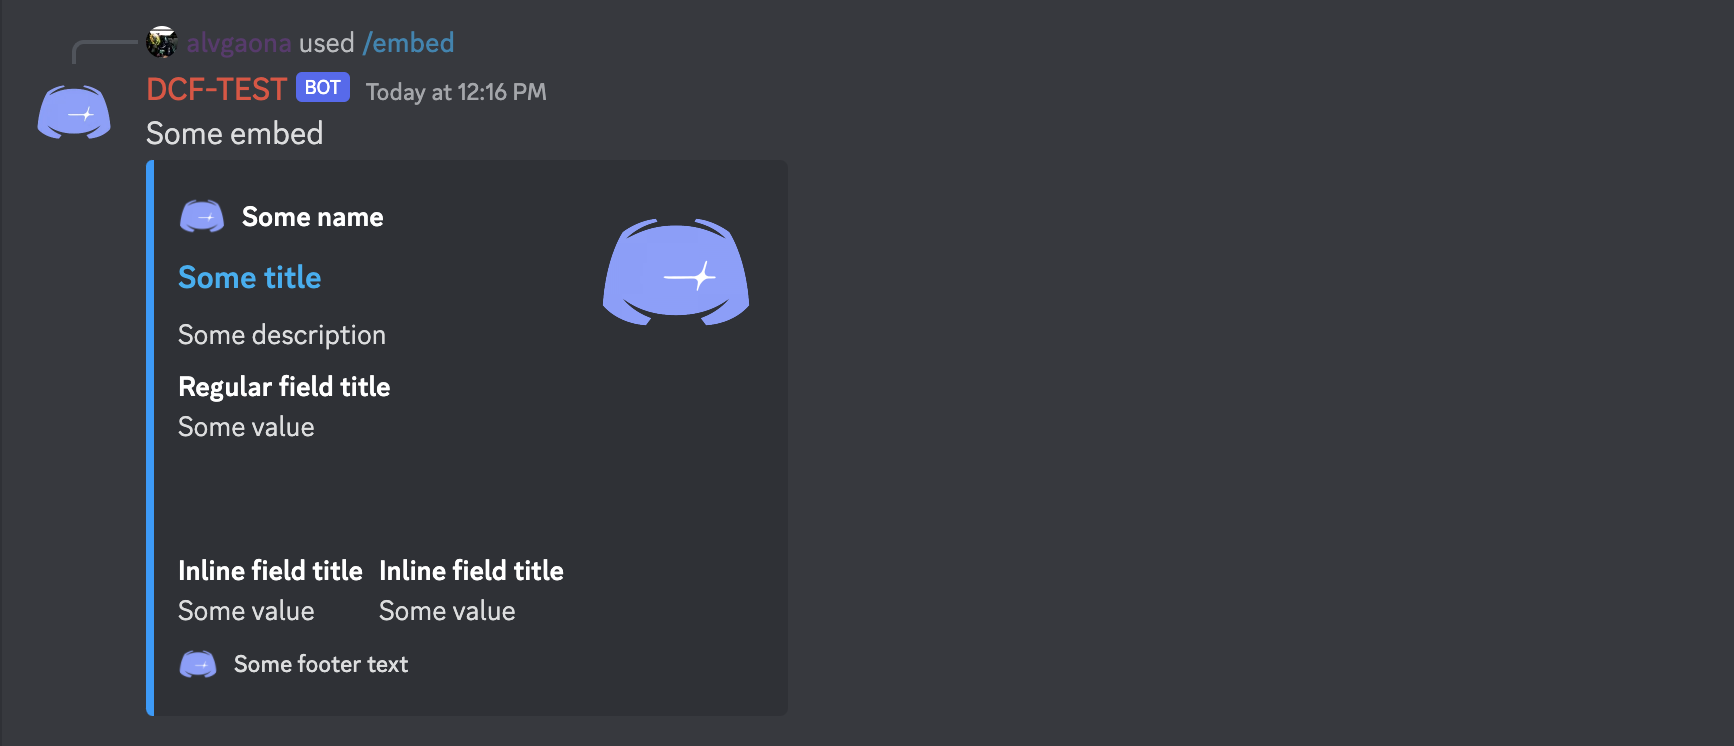 alvgaona used /embed
DCF-TEST BOT Today at 12:16 PM
Some embed
Some name
Some title
Some description
Regular field title
Some value
Inline field title Inline field title
Some value Some value
Some footer text